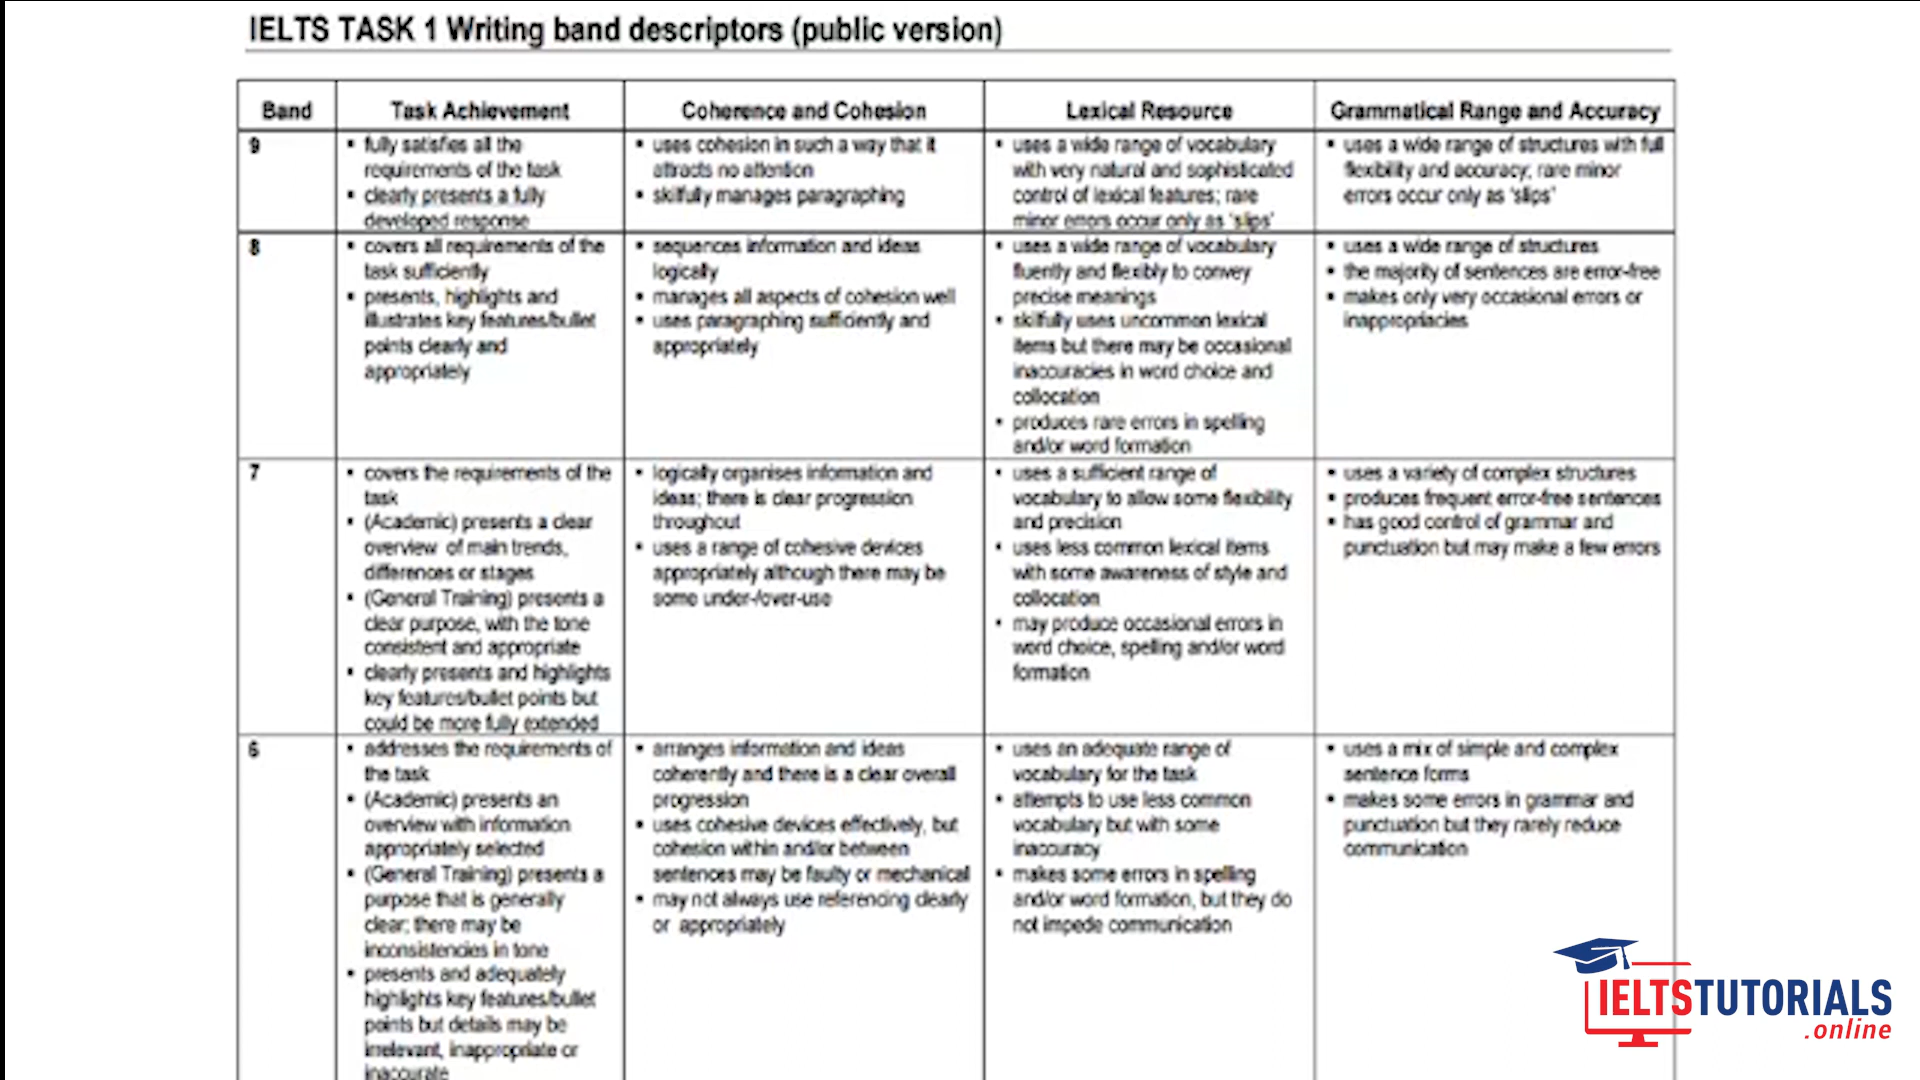 IELTS TASK 1 Writing band descriptors (public version)
Band
Task Achievement
Coherence and Cohesion
Lexical Resource
Grammatical Range and Accuracy
9
▪ fully satisfies all the
requirements of the task
▪ clearly presents a fully
developed response
▪ uses cohesion in such a way that it
attracts no attention
▪ skilfully manages paragraphing
▪ uses a wide range of vocabulary
with very natural and sophisticated
control of lexical features; rare
minor errors occur only as 'slips'
▪ uses a wide range of structures with full
flexibility and accuracy; rare minor
errors occur only as 'slips'
8
▪ covers all requirements of the
task sufficiently
▪ presents, highlights and
illustrates key features/bullet
points clearly and
appropriately
▪ sequences information and ideas
logically
▪ manages all aspects of cohesion well
▪ uses paragraphing sufficiently and
appropriately
▪ uses a wide range of vocabulary
fluently and flexibly to convey
precise meanings
▪ skilfully uses uncommon lexical
items but there may be occasional
inaccuracies in word choice and
collocation
▪ produces rare errors in spelling
and/or word formation
▪ uses a wide range of structures
▪ the majority of sentences are error-free
▪ makes only very occasional errors or
inappropriacies
7
▪ covers the requirements of the
task
▪ (Academic) presents a clear
overview of main trends,
differences or stages
▪ (General Training) presents a
clear purpose, with the tone
consistent and appropriate
▪ clearly presents and highlights
key features/bullet points but
could be more fully extended
▪ logically organises information and
ideas; there is clear progression
throughout
▪ uses a range of cohesive devices
appropriately although there may be
some under-/over-use
▪ uses a sufficient range of
vocabulary to allow some flexibility
and precision
▪ uses less common lexical items
with some awareness of style and
collocation
▪ may produce occasional errors in
word choice, spelling and/or word
formation
▪ uses a variety of complex structures
▪ produces frequent error-free sentences
▪ has good control of grammar and
punctuation but may make a few errors
6
▪ addresses the requirements of
the task
▪ (Academic) presents an
overview with information
appropriately selected
▪ (General Training) presents a
purpose that is generally
clear; there may be
inconsistencies in tone
▪ presents and adequately
highlights key features/bullet
points but details may be
irrelevant, inappropriate or
inaccurate
▪ arranges information and ideas
coherently and there is a clear overall
progression
▪ uses cohesive devices effectively, but
cohesion within and/or between
sentences may be faulty or mechanical
▪ may not always use referencing clearly
or appropriately
▪ uses an adequate range of
vocabulary for the task
▪ attempts to use less common
vocabulary but with some
inaccuracy
▪ makes some errors in spelling
and/or word formation, but they do
not impede communication
▪ uses a mix of simple and complex
sentence forms
▪ makes some errors in grammar and
punctuation but they rarely reduce
communication
IELTSTUTORIALS
.online